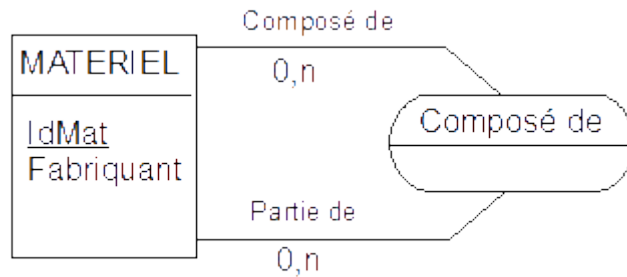 Composé de
0,n
MATERIEL
IdMat
Fabriquant
Composé de
Partie de
0,n